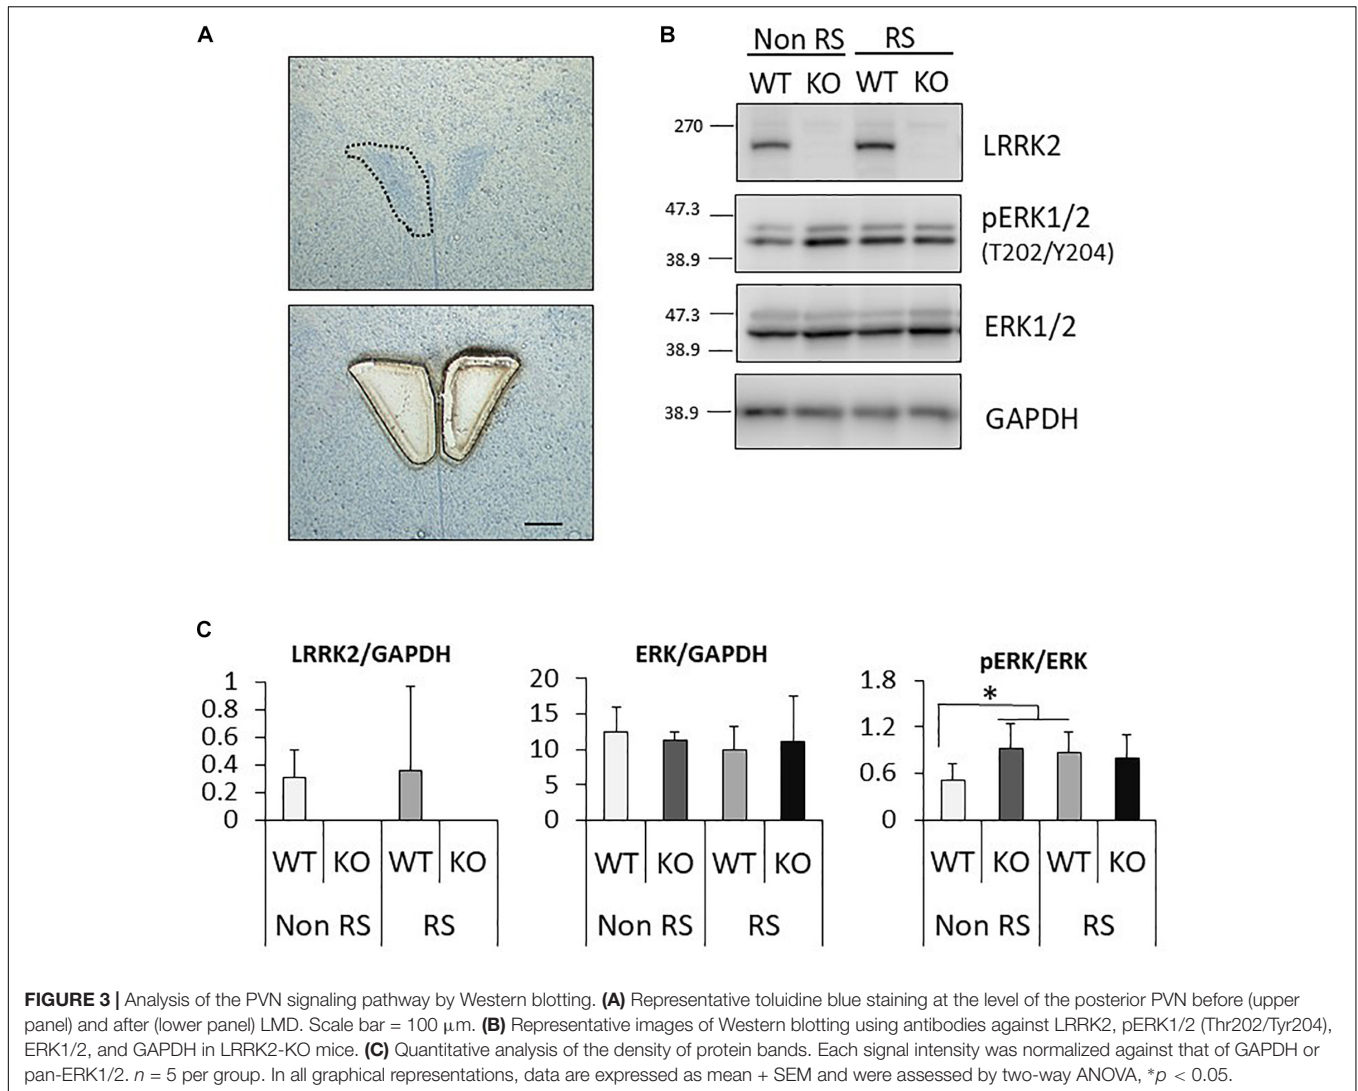 A
B
Non RS RS
WT KO WT KO
270
LRRK2
47.3
38.9
pERK1/2
(T202/Y204)
47.3
38.9
ERK1/2
38.9
GAPDH
C
LRRK2/GAPDH
1
0.8
0.6
0.4
0.2
0
WT KO WT KO
Non RS RS
ERK/GAPDH
20
15
10
5
0
WT KO WT KO
Non RS RS
pERK/ERK
1.8
1.2
0.6
0
*
WT KO WT KO
Non RS RS
FIGURE 3 | Analysis of the PVN signaling pathway by Western blotting. (A) Representative toluidine blue staining at the level of the posterior PVN before (upper
panel) and after (lower panel) LMD. Scale bar = 100 μm. (B) Representative images of Western blotting using antibodies against LRRK2, pERK1/2 (Thr202/Tyr204),
ERK1/2, and GAPDH in LRRK2-KO mice. (C) Quantitative analysis of the density of protein bands. Each signal intensity was normalized against that of GAPDH or
pan-ERK1/2. n = 5 per group. In all graphical representations, data are expressed as mean + SEM and were assessed by two-way ANOVA, *p < 0.05.